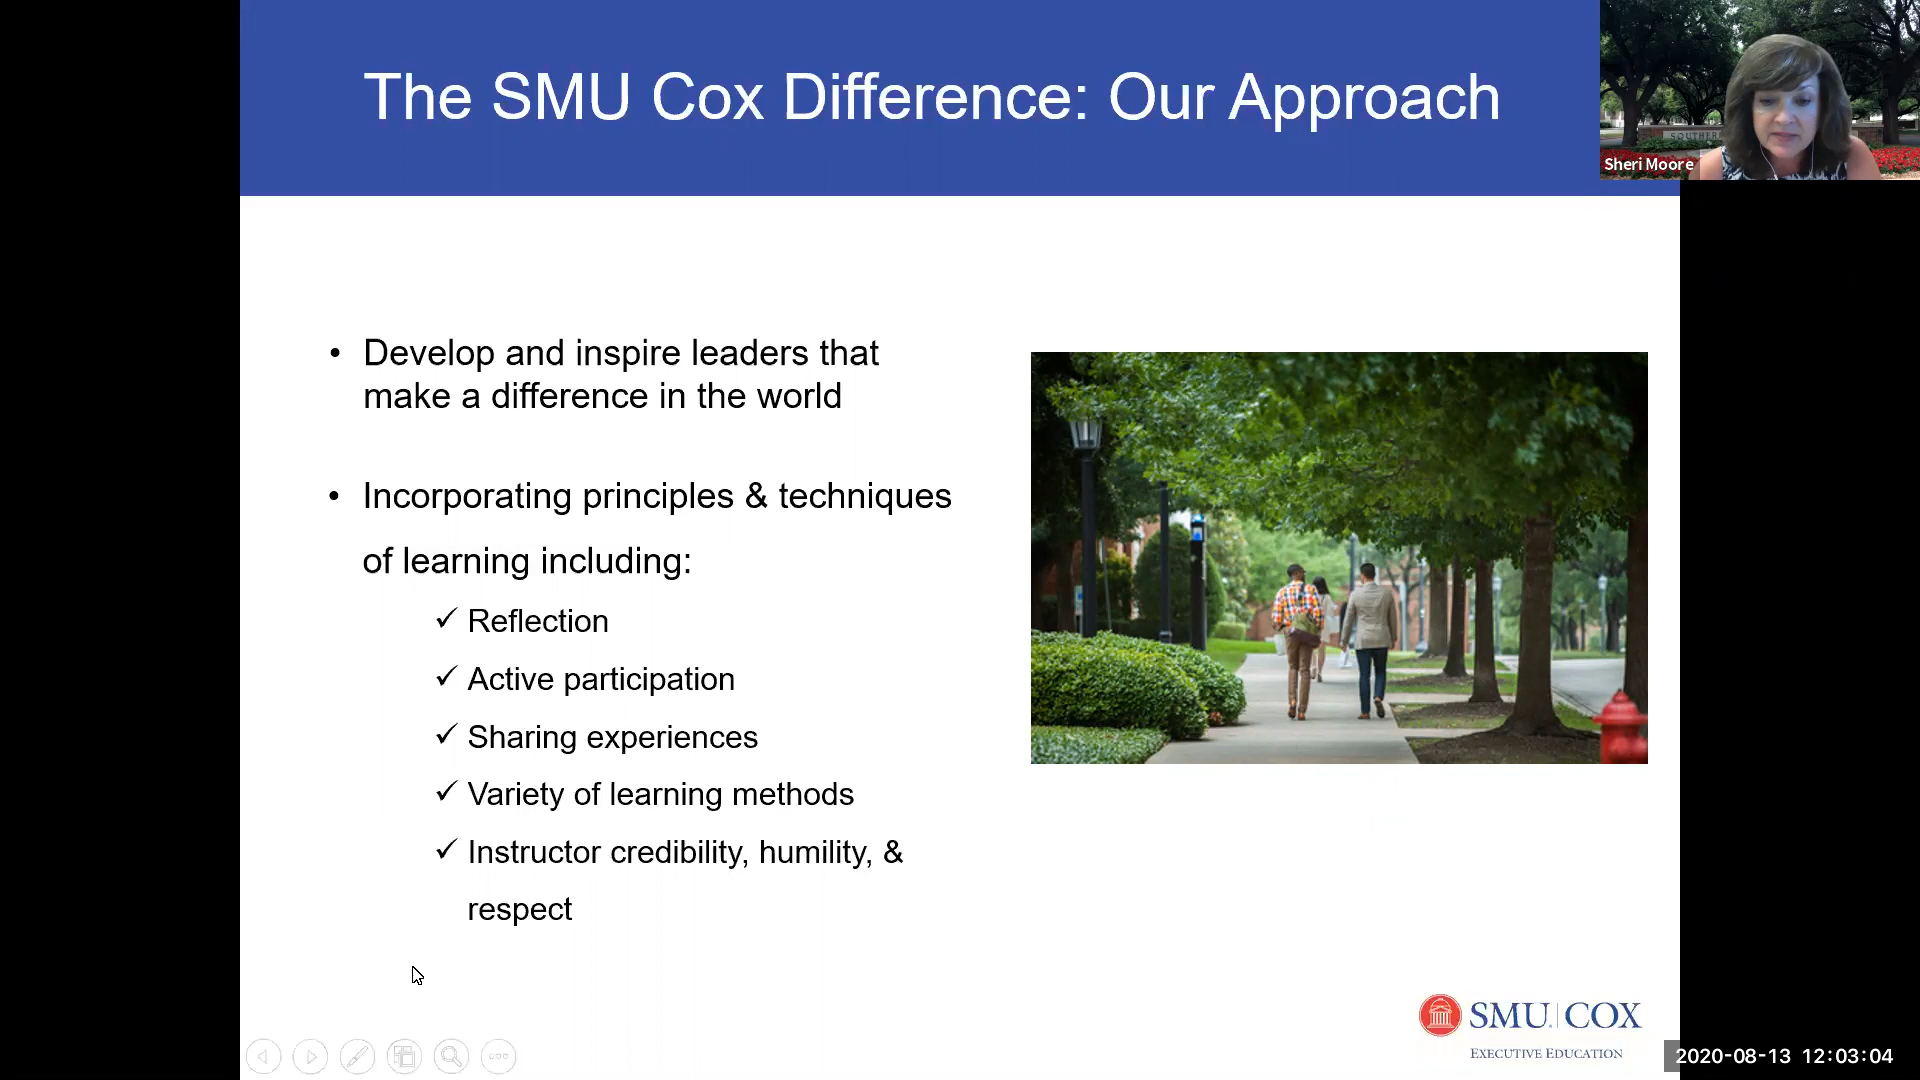 The SMU Cox Difference: Our Approach
SOUTHER
Sheri Moore
• Develop and inspire leaders that
make a difference in the world
• Incorporating principles & techniques
of learning including:
✓ Reflection
✓ Active participation
✓ Sharing experiences
✓ Variety of learning methods
✓ Instructor credibility, humility, &
respect
SMU COX
EXECUTIVE EDUCATION
2020-08-13 12:03:04